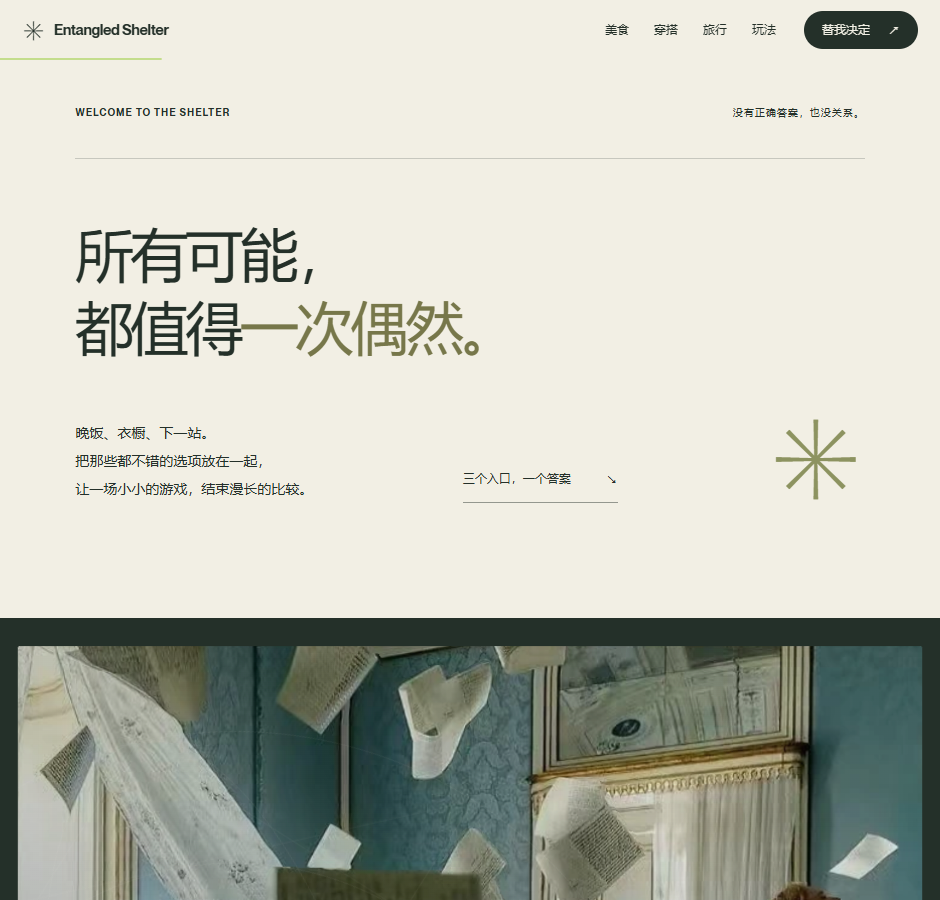 Entangled Shelter
美食 穿搭 旅行 玩法 替我决定 ↗
WELCOME TO THE SHELTER
没有正确答案，也没关系。
所有可能，
都值得一次偶然。
晚饭、衣橱、下一站。
把那些都不错的选项放在一起，
让一场小小的游戏，结束漫长的比较。
三个入口，一个答案 ↘